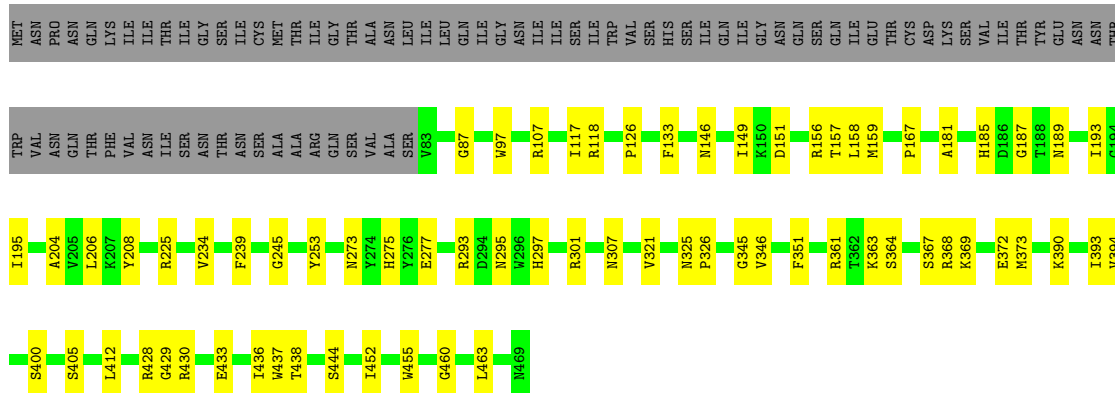 MET ASN PRO ASN GLN LYS ILE ILE THR ILE GLY SER ILE CYS MET THR ILE GLY THR ALA ASN LEU ILE LEU GLN ILE GLY ASN ILE ILE SER ILE TRP VAL SER HIS SER ILE GLN ILE GLY ASN GLN SER GLN ILE GLU THR CYS ASP LYS SER VAL ILE THR TYR GLU ASN ASN THR
TRP VAL ASN GLN THR PHE VAL ASN ILE SER ASN THR ASN SER ALA ALA ARG GLN SER VAL ALA SER V83 G87 W97 R107 I117 R118 P126 F133 N146 I149 K150 D151 R156 T157 L158 M159 P167 A181 H185 D186 G187 T188 N189 I193 G194
I195 A204 V205 L206 K207 Y208 R225 V234 F239 G245 Y253 N273 Y274 H275 Y276 E277 R293 D294 N295 W296 H297 R301 N307 V321 N325 P326 G345 V346 F351 R361 T362 K363 S364 S367 R368 K369 E372 M373 K390 I393 V394
S400 S405 L412 R428 G429 R430 E433 I436 W437 T438 S444 I452 W455 G460 L463 N469